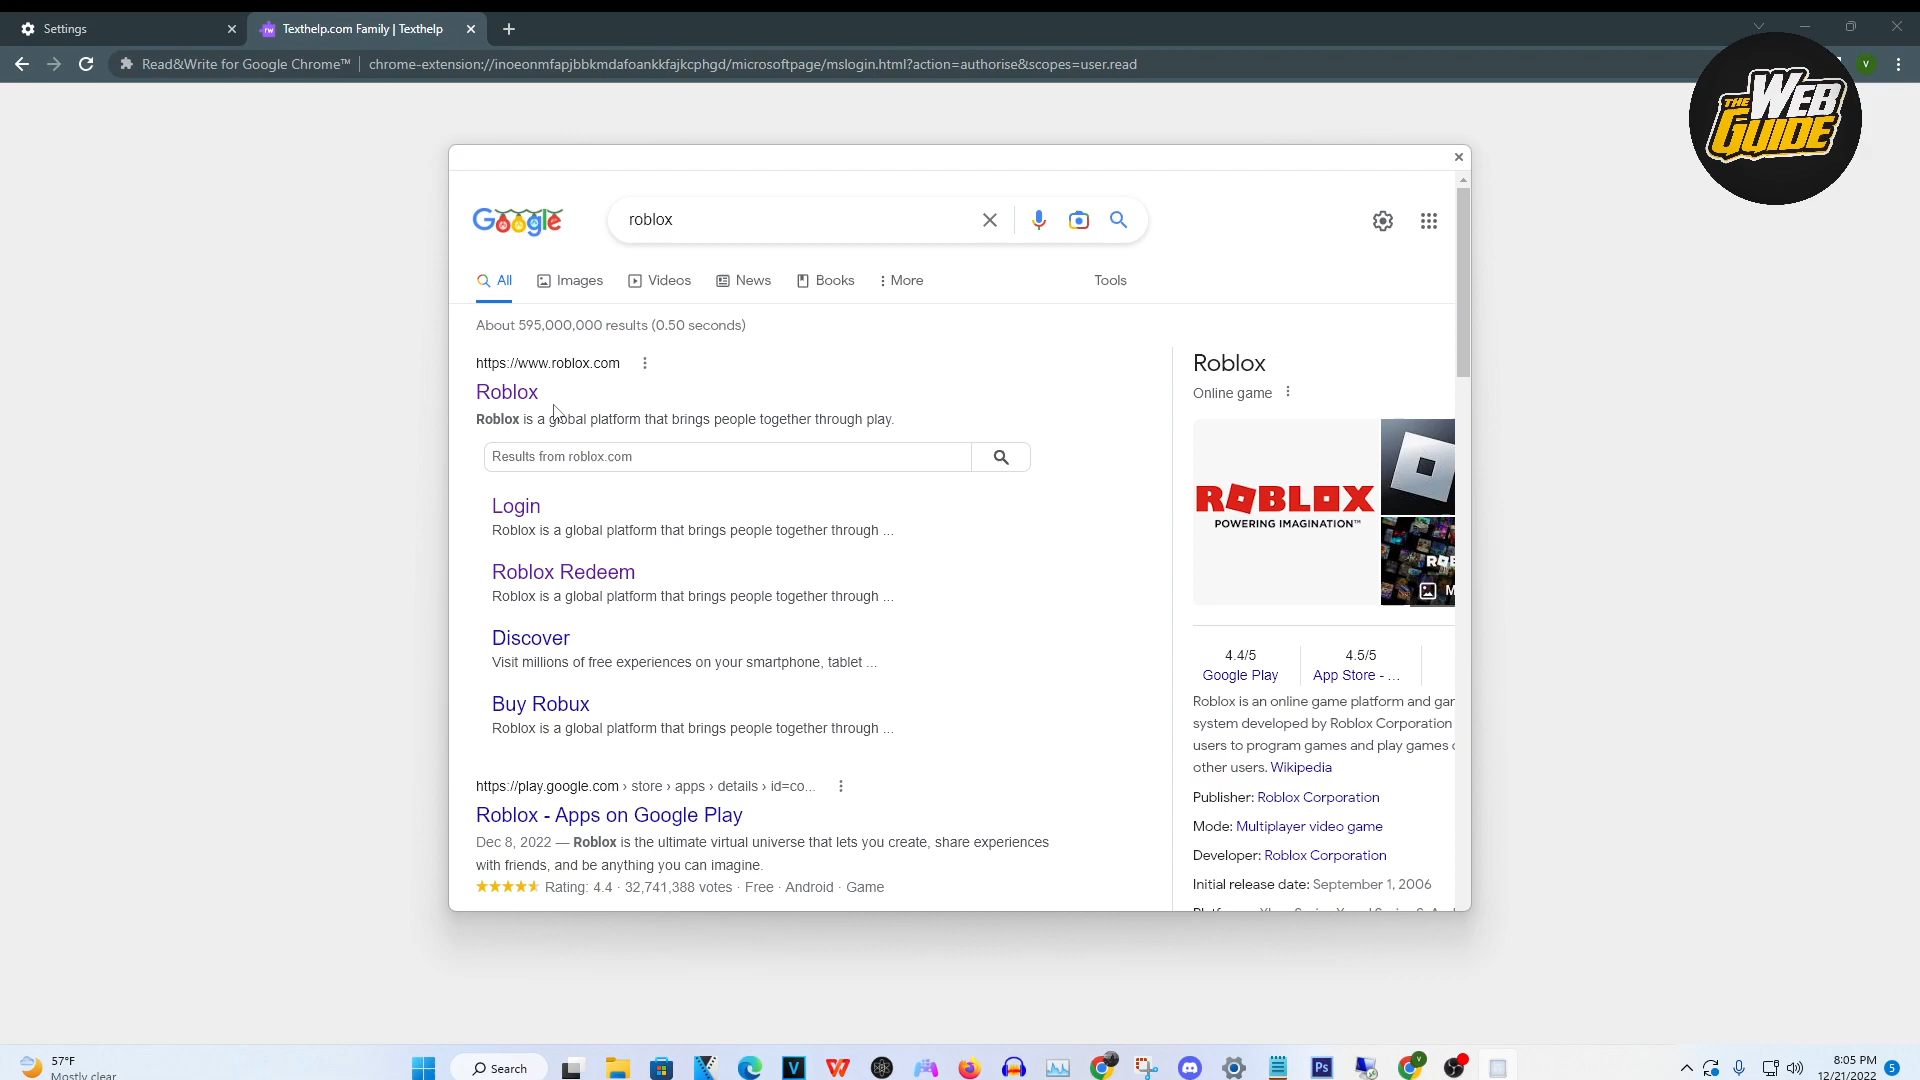 Settings
rw Texthelp.com Family | Texthelp
Read&Write for Google Chrome™ chrome-extension://inoeonmfapjbbkmdafoankkfajkcphgd/microsoftpage/mslogin.html?action=authorise&scopes=user.read
V
THE WEB GUIDE
Google
roblox
All Images Videos News Books More Tools
About 595,000,000 results (0.50 seconds)
https://www.roblox.com
Roblox
Roblox is a global platform that brings people together through play.
Results from roblox.com
Login
Roblox is a global platform that brings people together through ...
Roblox Redeem
Roblox is a global platform that brings people together through ...
Discover
Visit millions of free experiences on your smartphone, tablet ...
Buy Robux
Roblox is a global platform that brings people together through ...
https://play.google.com › store › apps › details › id=co...
Roblox - Apps on Google Play
Dec 8, 2022 — Roblox is the ultimate virtual universe that lets you create, share experiences
with friends, and be anything you can imagine.
Rating: 4.4 · 32,741,388 votes · Free · Android · Game
Roblox
Online game
ROBLOX
POWERING IMAGINATION™
4.4/5 4.5/5
Google Play App Store - ...
Roblox is an online game platform and gar
system developed by Roblox Corporation
users to program games and play games
other users. Wikipedia
Publisher: Roblox Corporation
Mode: Multiplayer video game
Developer: Roblox Corporation
Initial release date: September 1, 2006
57°F
Mostly clear
Search
V
Ps
V
8:05 PM
12/21/2022
5